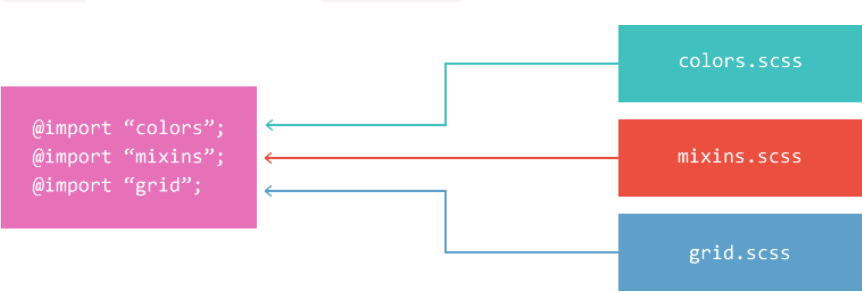 @import “colors”;
@import “mixins”;
@import “grid”;
colors.scss
mixins.scss
grid.scss